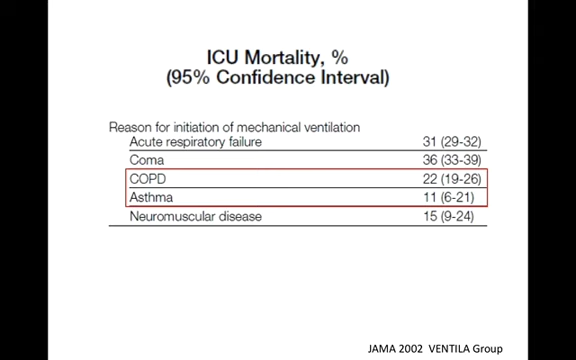 ICU Mortality, %
(95% Confidence Interval)
Reason for initiation of mechanical ventilation
Acute respiratory failure 31 (29-32)
Coma 36 (33-39)
COPD 22 (19-26)
Asthma 11 (6-21)
Neuromuscular disease 15 (9-24)
JAMA 2002 VENTILA Group